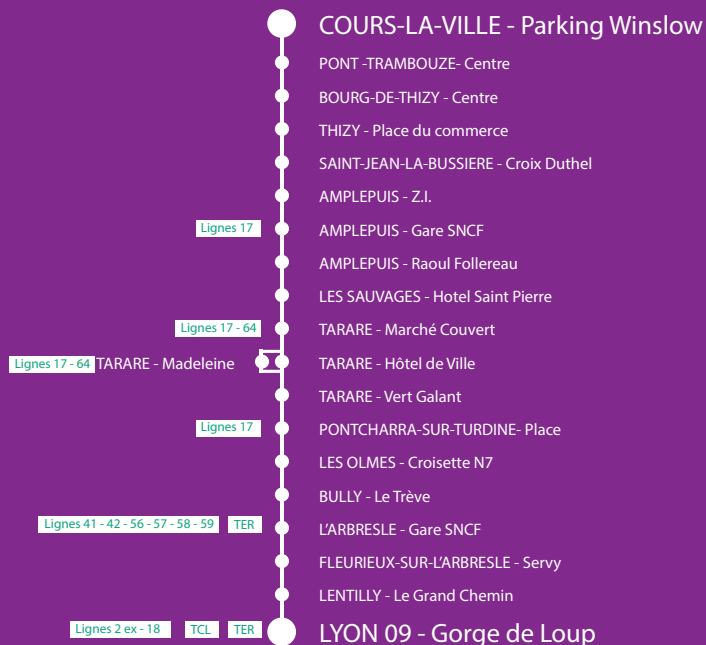 COURS-LA-VILLE - Parking Winslow
PONT -TRAMBOUZE- Centre
BOURG-DE-THIZY - Centre
THIZY - Place du commerce
SAINT-JEAN-LA-BUSSIERE - Croix Duthel
AMPLEPUIS - Z.I.
Lignes 17 AMPLEPUIS - Gare SNCF
AMPLEPUIS - Raoul Follereau
LES SAUVAGES - Hotel Saint Pierre
Lignes 17 - 64 TARARE - Marché Couvert
Lignes 17 - 64 TARARE - Madeleine TARARE - Hôtel de Ville
TARARE - Vert Galant
Lignes 17 PONTCHARRA-SUR-TURDINE- Place
LES OLMES - Croisette N7
BULLY - Le Trève
Lignes 41 - 42 - 56 - 57 - 58 - 59 TER L'ARBRESLE - Gare SNCF
FLEURIEUX-SUR-L'ARBRESLE - Servy
LENTILLY - Le Grand Chemin
Lignes 2 ex - 18 TCL TER LYON 09 - Gorge de Loup